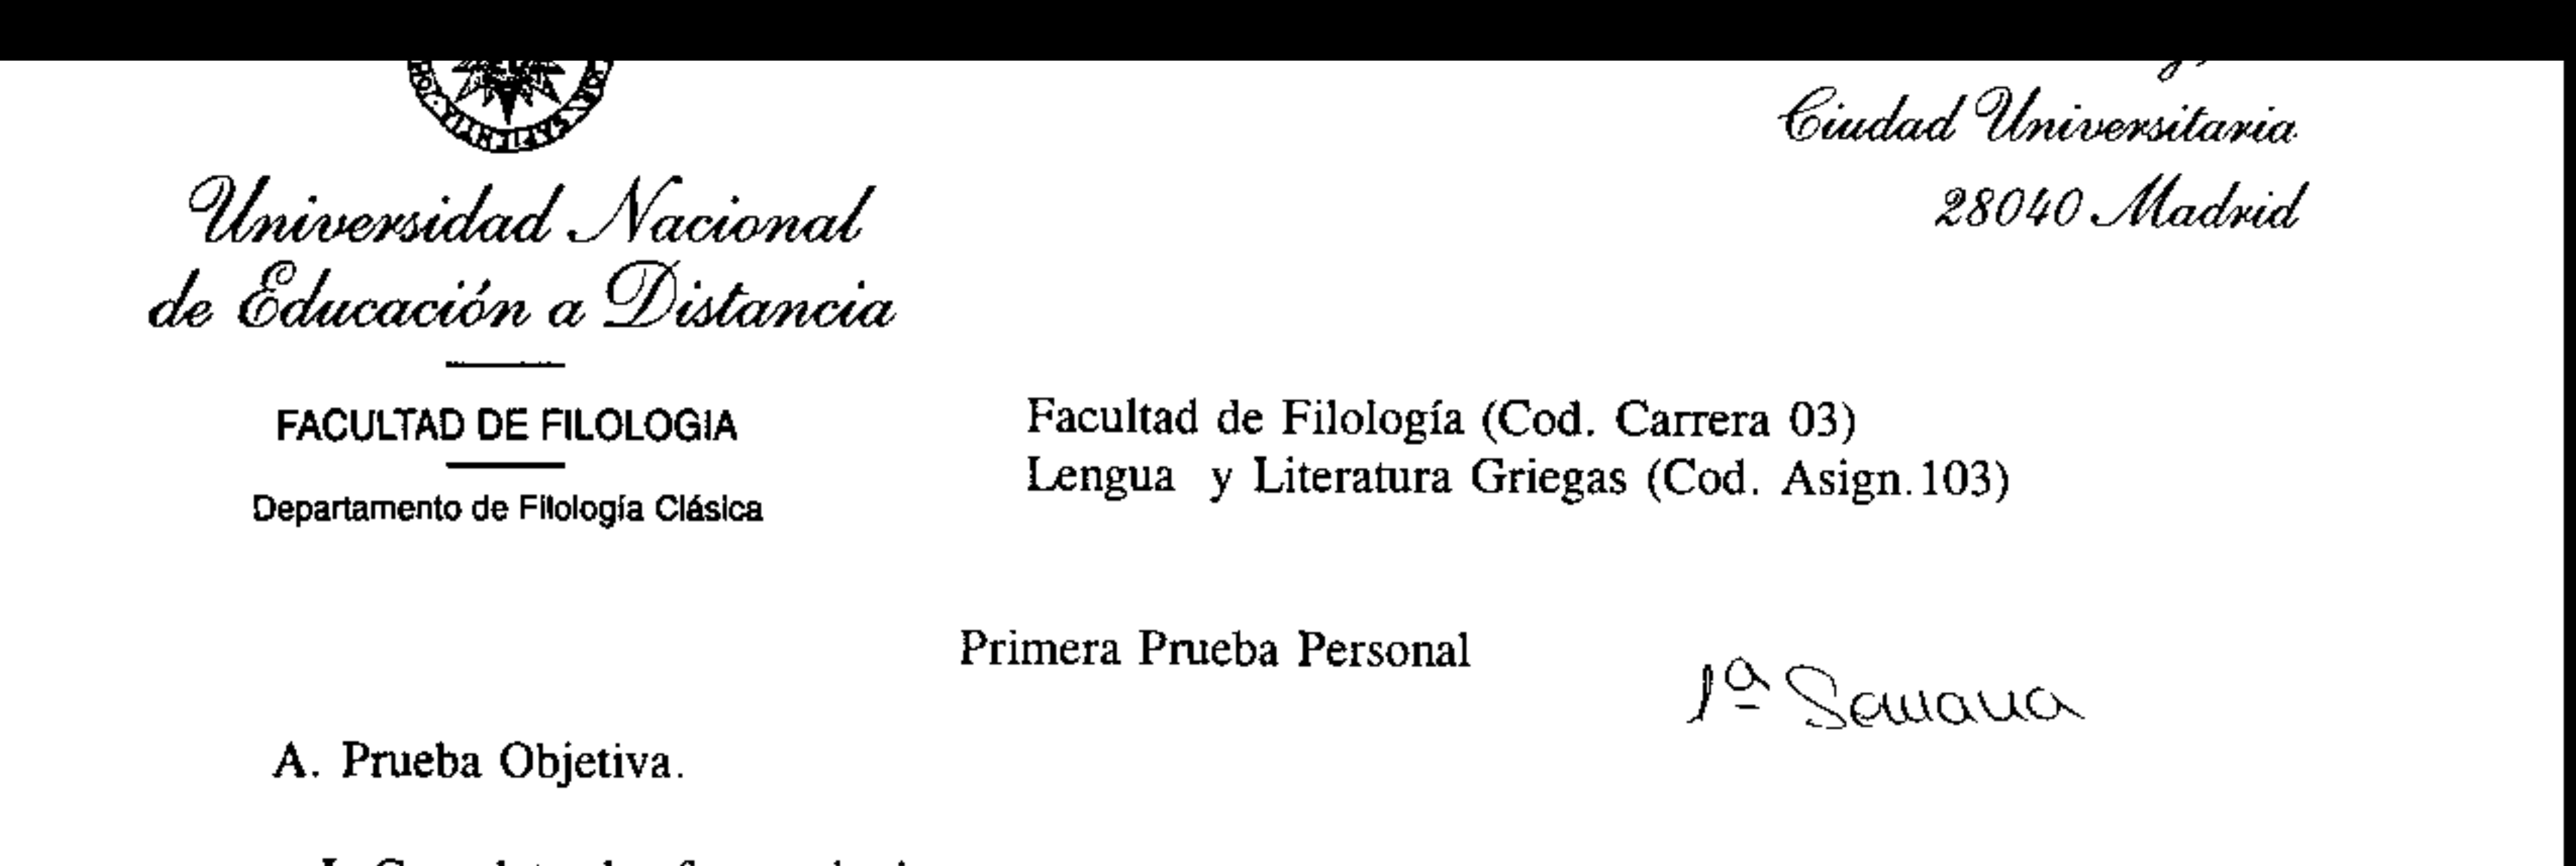 SAPIENTIA
Ciudad Universitaria
28040 Madrid
Universidad Nacional
de Educación a Distancia
FACULTAD DE FILOLOGIA
Departamento de Filología Clásica
Facultad de Filología (Cod. Carrera 03)
Lengua y Literatura Griegas (Cod. Asign.103)
Primera Prueba Personal
1ª Semana
A. Prueba Objetiva.